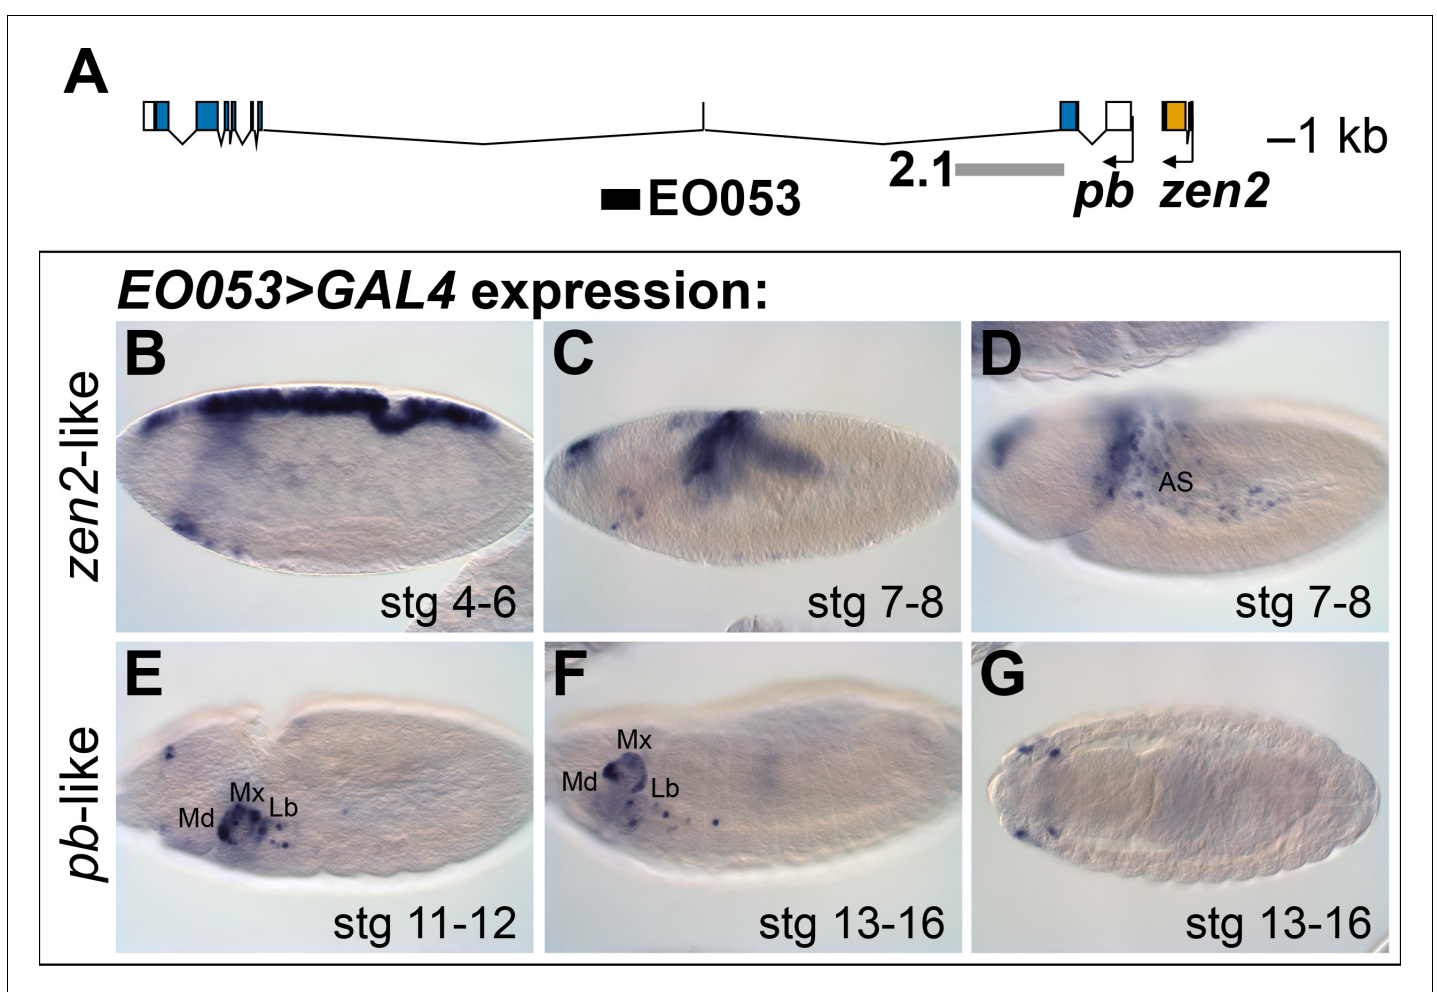 A
–1 kb
2.1
pb
zen2
EO053
EO053>GAL4 expression:
zen2-like
B
stg 4-6
C
stg 7-8
D
AS
stg 7-8
pb-like
E
Md
Mx
Lb
stg 11-12
F
Mx
Md
Lb
stg 13-16
G
stg 13-16